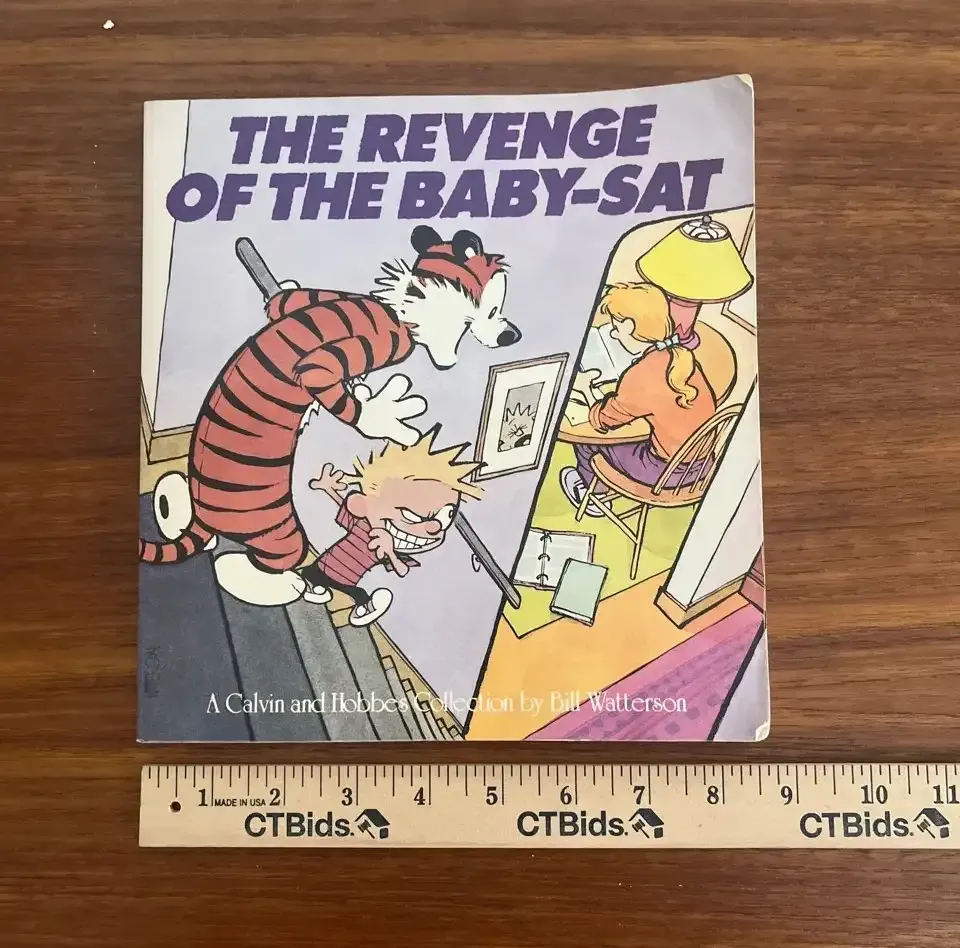 THE REVENGE
OF THE BABY-SAT
A Calvin and Hobbes Collection by Bill Watterson
1 MADE IN USA 2 3 4 5 6 7 8 9 10 11
CTBids. CTBids. CTBids.